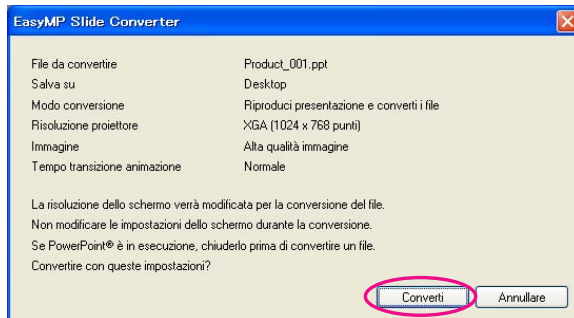 EasyMP Slide Converter
File da convertire Product_001.ppt
Salva su Desktop
Modo conversione Riproduci presentazione e converti i file
Risoluzione proiettore XGA (1024 x 768 punti)
Immagine Alta qualità immagine
Tempo transizione animazione Normale
La risoluzione dello schermo verrà modificata per la conversione del file.
Non modificare le impostazioni dello schermo durante la conversione.
Se PowerPoint® è in esecuzione, chiuderlo prima di convertire un file.
Convertire con queste impostazioni?
Converti Annullare